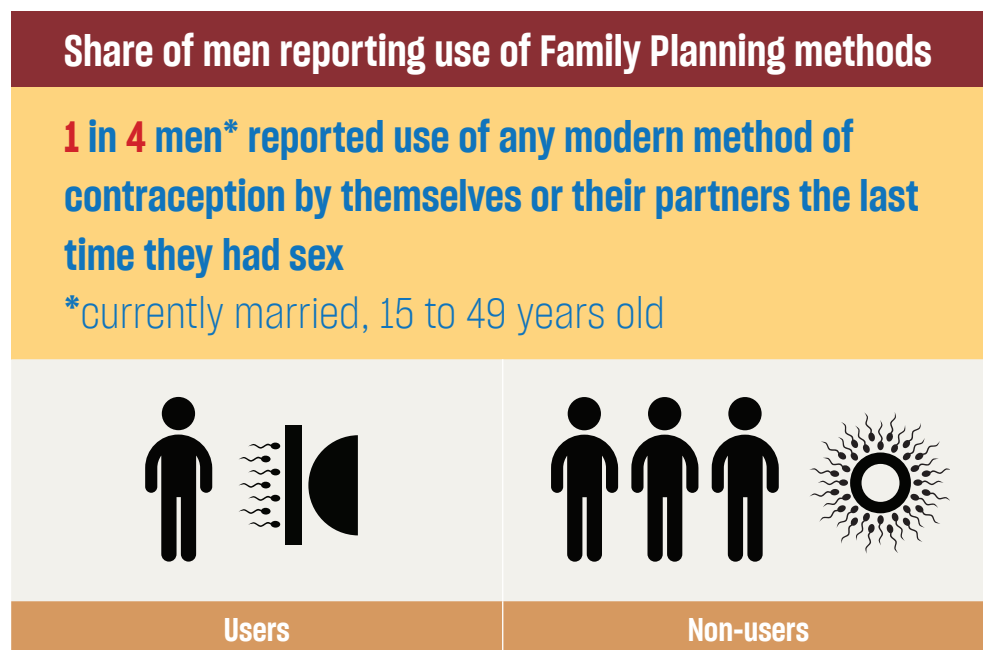 Share of men reporting use of Family Planning methods
1 in 4 men* reported use of any modern method of
contraception by themselves or their partners the last
time they had sex
*currently married, 15 to 49 years old
Users
Non-users